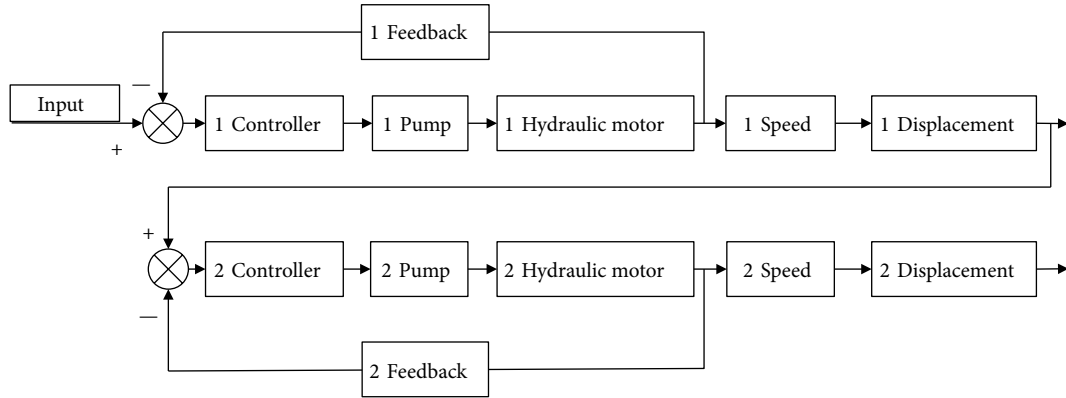 1 Feedback
—
Input
1 Controller
1 Pump
1 Hydraulic motor
1 Speed
1 Displacement
+
+
2 Controller
2 Pump
2 Hydraulic motor
2 Speed
2 Displacement
—
2 Feedback